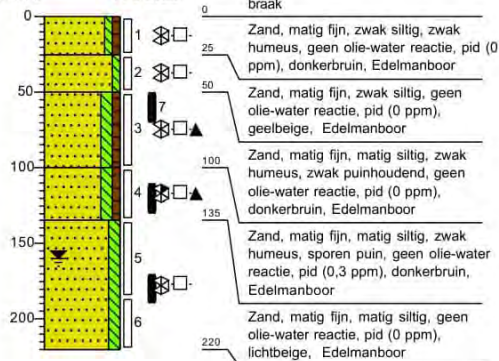 braak
0
0
Zand, matig fijn, zwak siltig, zwak
humeus, geen olie-water reactie, pid (0
ppm), donkerbruin, Edelmanboor
1
25
2
50
50
Zand, matig fijn, zwak siltig, geen
olie-water reactie, pid (0 ppm),
geelbeige, Edelmanboor
7
3
100
100
Zand, matig fijn, matig siltig, zwak
humeus, zwak puinhoudend, geen
olie-water reactie, pid (0 ppm),
donkerbruin, Edelmanboor
4
135
150
Zand, matig fijn, matig siltig, zwak
humeus, sporen puin, geen olie-water
reactie, pid (0,3 ppm), donkerbruin,
Edelmanboor
5
200
6
220
Zand, matig fijn, matig siltig, geen
olie-water reactie, pid (0 ppm),
lichtbeige, Edelmanboor